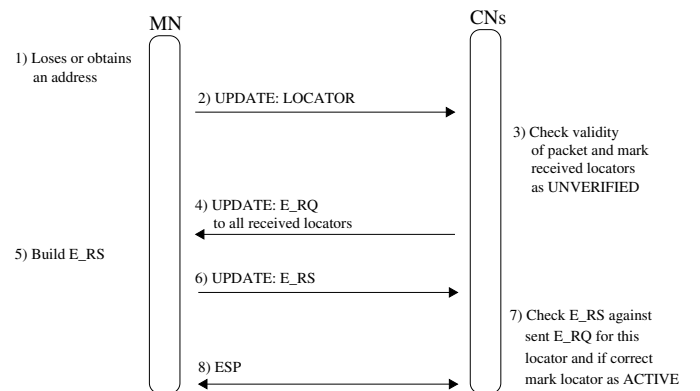 MN
CNs
1) Loses or obtains
an address
2) UPDATE: LOCATOR
3) Check validity
of packet and mark
received locators
as UNVERIFIED
4) UPDATE: E_RQ
to all received locators
5) Build E_RS
6) UPDATE: E_RS
7) Check E_RS against
sent E_RQ for this
locator and if correct
mark locator as ACTIVE
8) ESP